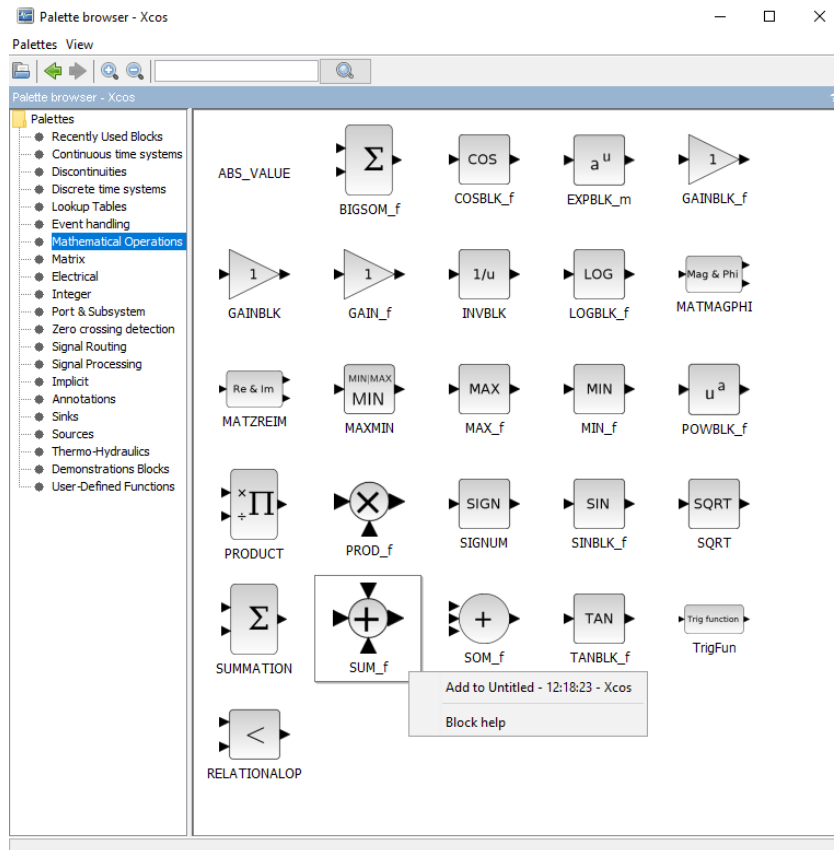 Palette browser - Xcos
Palettes View
Palette browser - Xcos
?
Palettes
Recently Used Blocks
Continuous time systems
Discontinuities
Discrete time systems
Lookup Tables
Event handling
Mathematical Operations
Matrix
Electrical
Integer
Port & Subsystem
Zero crossing detection
Signal Routing
Signal Processing
Implicit
Annotations
Sinks
Sources
Thermo-Hydraulics
Demonstrations Blocks
User-Defined Functions
ABS_VALUE
Σ
BIGSOM_f
COS
COSBLK_f
a u
EXPBLK_m
1
GAINBLK_f
1
GAINBLK
1
GAIN_f
1/u
INVBLK
LOG
LOGBLK_f
Mag & Phi
MATMAGPHI
Re & Im
MATZREIM
MIN|MAX
MIN
MAXMIN
MAX
MAX_f
MIN
MIN_f
u a
POWBLK_f
× ÷ Π
PRODUCT
×
PROD_f
SIGN
SIGNUM
SIN
SINBLK_f
SQRT
SQRT
Σ
SUMMATION
+
SUM_f
+
SOM_f
TAN
TANBLK_f
Trig function
TrigFun
Add to Untitled - 12:18:23 - Xcos
Block help
<
RELATIONALOP